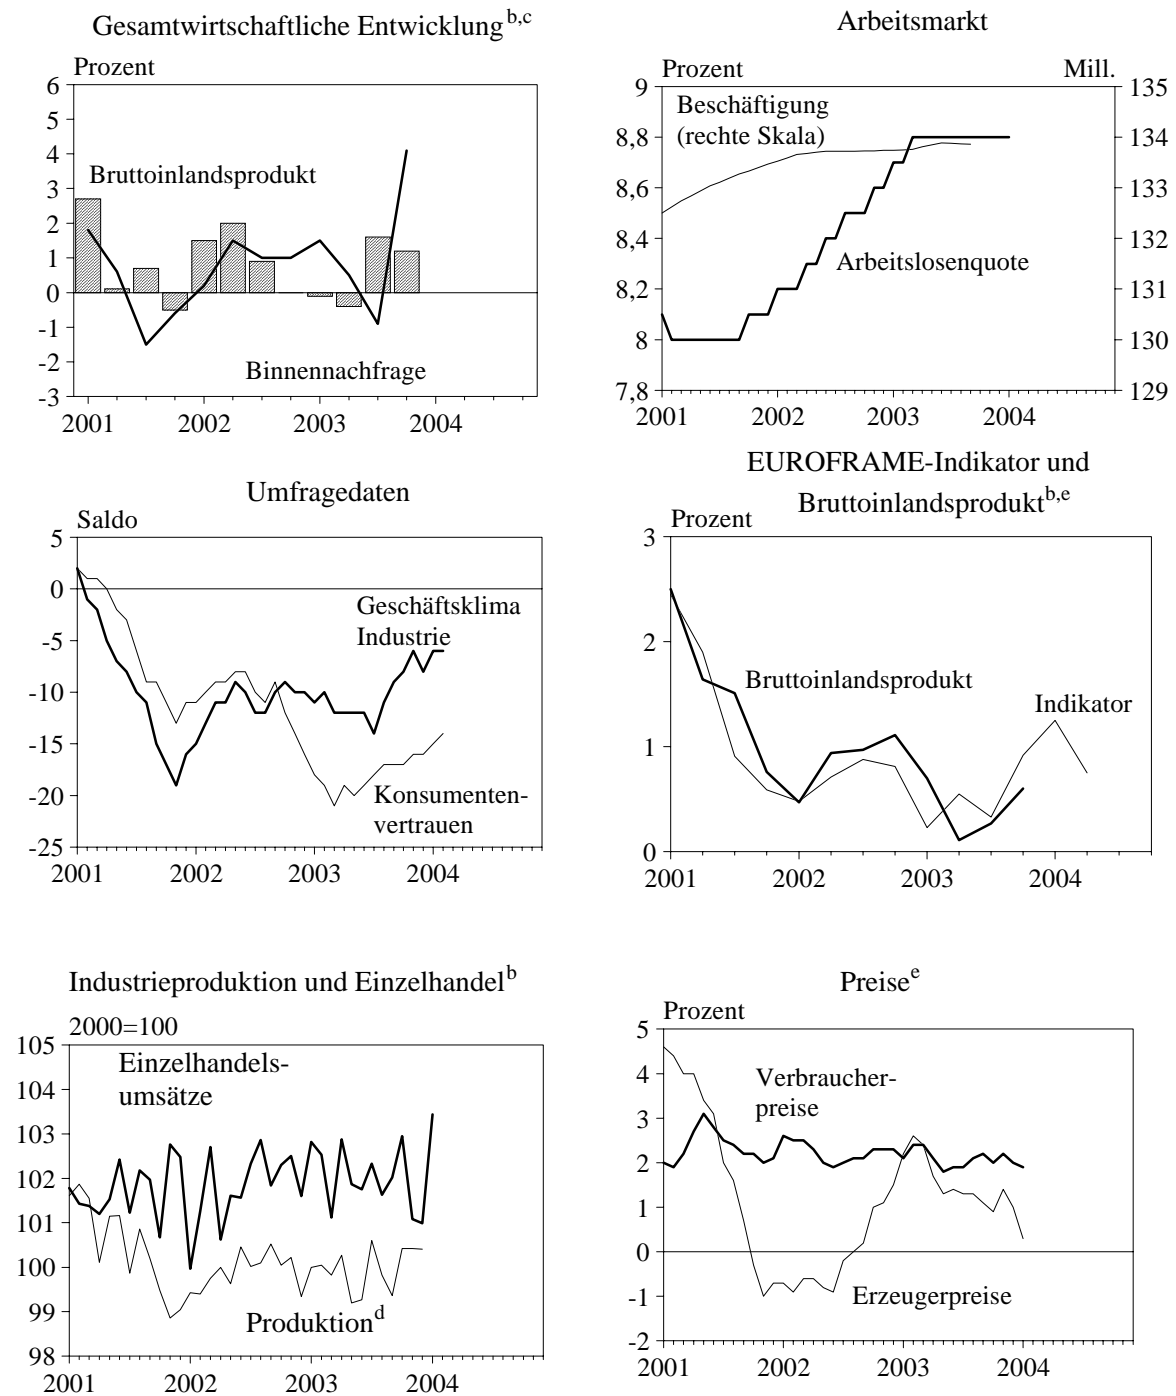 Gesamtwirtschaftliche Entwicklung b,c
Prozent
6
5
4
3
2
1
0
-1
-2
-3
Bruttoinlandsprodukt
Binnennachfrage
2001 2002 2003 2004
Arbeitsmarkt
Prozent Mill.
9
8,8
8,6
8,4
8,2
8
7,8
Beschäftigung
(rechte Skala)
Arbeitslosenquote
135
134
133
132
131
130
129
2001 2002 2003 2004
Umfragedaten
Saldo
5
0
-5
-10
-15
-20
-25
Geschäftsklima
Industrie
Konsumenten-
vertrauen
2001 2002 2003 2004
EUROFRAME-Indikator und
Bruttoinlandsprodukt b,e
Prozent
3
2
1
0
Bruttoinlandsprodukt
Indikator
2001 2002 2003 2004
Industrieproduktion und Einzelhandel b
2000=100
105
104
103
102
101
100
99
98
Einzelhandels-
umsätze
Produktion d
2001 2002 2003 2004
Preise e
Prozent
5
4
3
2
1
0
-1
-2
Verbraucher-
preise
Erzeugerpreise
2001 2002 2003 2004